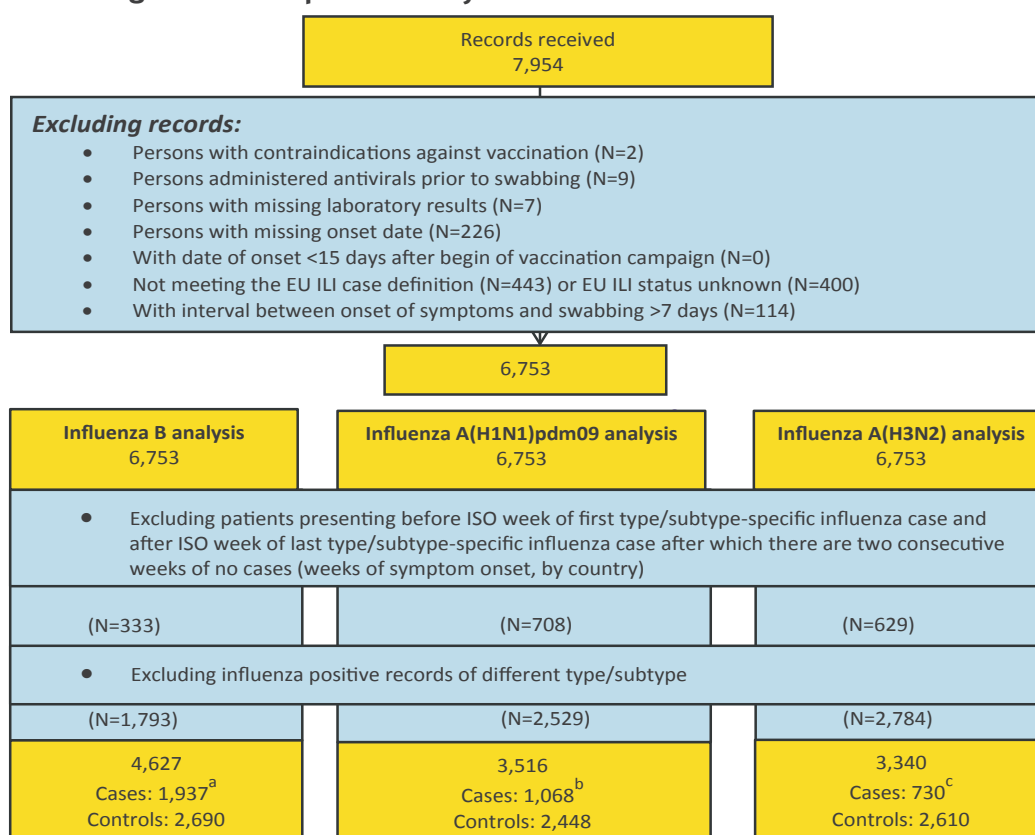 Records received
7,954
Excluding records:
• Persons with contraindications against vaccination (N=2)
• Persons administered antivirals prior to swabbing (N=9)
• Persons with missing laboratory results (N=7)
• Persons with missing onset date (N=226)
• With date of onset <15 days after begin of vaccination campaign (N=0)
• Not meeting the EU ILI case definition (N=443) or EU ILI status unknown (N=400)
• With interval between onset of symptoms and swabbing >7 days (N=114)
6,753
Influenza B analysis
6,753
Influenza A(H1N1)pdm09 analysis
6,753
Influenza A(H3N2) analysis
6,753
• Excluding patients presenting before ISO week of first type/subtype-specific influenza case and
after ISO week of last type/subtype-specific influenza case after which there are two consecutive
weeks of no cases (weeks of symptom onset, by country)
(N=333)
(N=708)
(N=629)
• Excluding influenza positive records of different type/subtype
(N=1,793)
(N=2,529)
(N=2,784)
4,627
Cases: 1,937a
Controls: 2,690
3,516
Cases: 1,068b
Controls: 2,448
3,340
Cases: 730c
Controls: 2,610